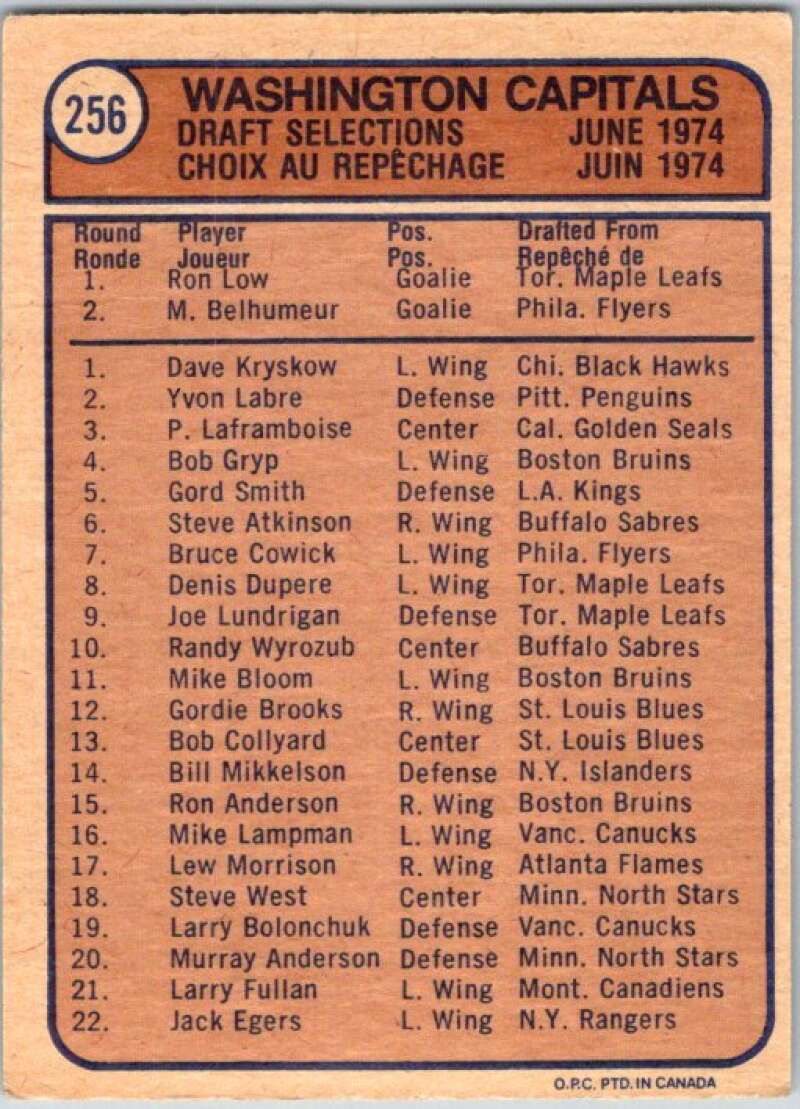 256
WASHINGTON CAPITALS
DRAFT SELECTIONS JUNE 1974
CHOIX AU REPÊCHAGE JUIN 1974
Round Player Pos. Drafted From
Ronde Joueur Pos. Repêché de
1. Ron Low Goalie Tor. Maple Leafs
2. M. Belhumeur Goalie Phila. Flyers
1. Dave Kryskow L. Wing Chi. Black Hawks
2. Yvon Labre Defense Pitt. Penguins
3. P. Laframboise Center Cal. Golden Seals
4. Bob Gryp L. Wing Boston Bruins
5. Gord Smith Defense L.A. Kings
6. Steve Atkinson R. Wing Buffalo Sabres
7. Bruce Cowick L. Wing Phila. Flyers
8. Denis Dupere L. Wing Tor. Maple Leafs
9. Joe Lundrigan Defense Tor. Maple Leafs
10. Randy Wyrozub Center Buffalo Sabres
11. Mike Bloom L. Wing Boston Bruins
12. Gordie Brooks R. Wing St. Louis Blues
13. Bob Collyard Center St. Louis Blues
14. Bill Mikkelson Defense N.Y. Islanders
15. Ron Anderson R. Wing Boston Bruins
16. Mike Lampman L. Wing Vanc. Canucks
17. Lew Morrison R. Wing Atlanta Flames
18. Steve West Center Minn. North Stars
19. Larry Bolonchuk Defense Vanc. Canucks
20. Murray Anderson Defense Minn. North Stars
21. Larry Fullan L. Wing Mont. Canadiens
22. Jack Egers L. Wing N.Y. Rangers
O.P.C. PTD. IN CANADA